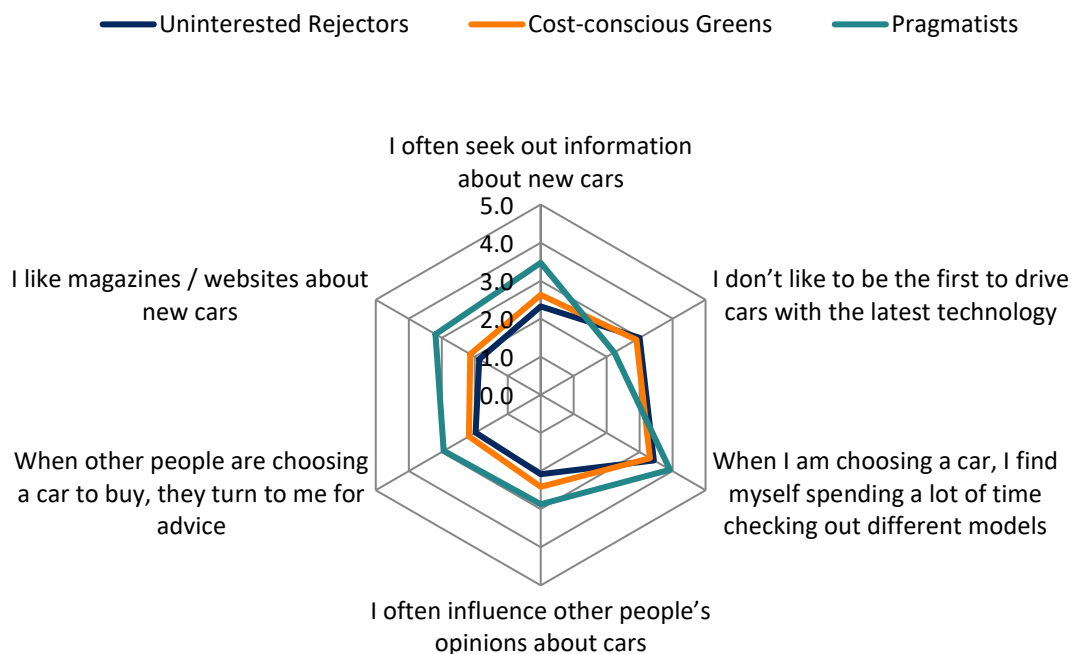 Uninterested Rejectors
Cost-conscious Greens
Pragmatists
I often seek out information
about new cars
5.0
4.0
3.0
2.0
1.0
0.0
I like magazines / websites about
new cars
I don’t like to be the first to drive
cars with the latest technology
When other people are choosing
a car to buy, they turn to me for
advice
When I am choosing a car, I find
myself spending a lot of time
checking out different models
I often influence other people’s
opinions about cars